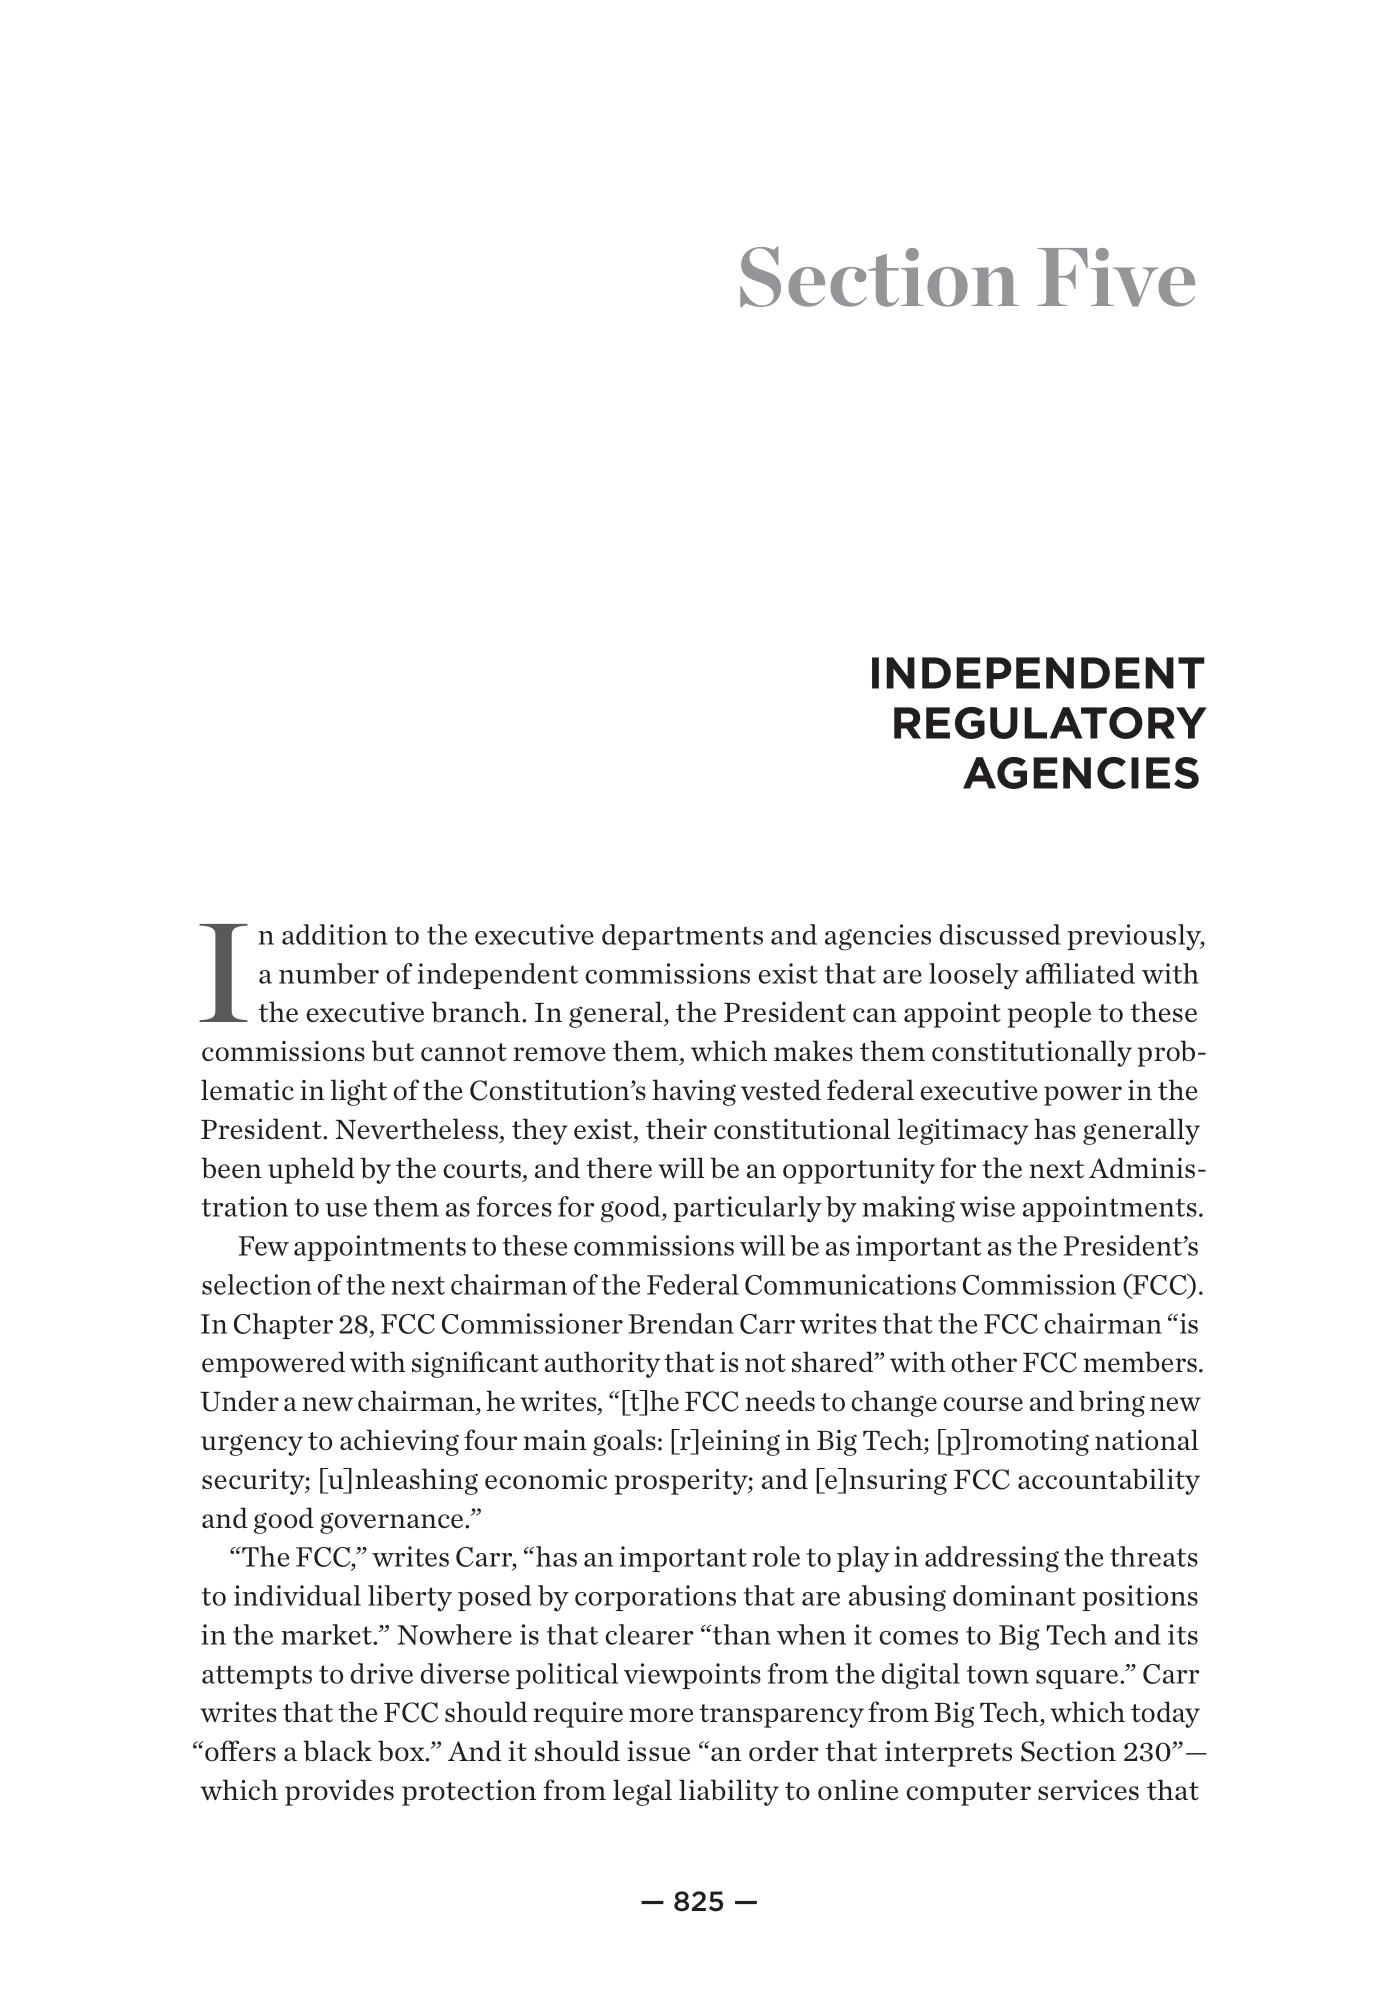 Section Five
INDEPENDENT
REGULATORY
AGENCIES
In addition to the executive departments and agencies discussed previously,
a number of independent commissions exist that are loosely affiliated with
the executive branch. In general, the President can appoint people to these
commissions but cannot remove them, which makes them constitutionally prob-
lematic in light of the Constitution’s having vested federal executive power in the
President. Nevertheless, they exist, their constitutional legitimacy has generally
been upheld by the courts, and there will be an opportunity for the next Adminis-
tration to use them as forces for good, particularly by making wise appointments.
Few appointments to these commissions will be as important as the President’s
selection of the next chairman of the Federal Communications Commission (FCC).
In Chapter 28, FCC Commissioner Brendan Carr writes that the FCC chairman “is
empowered with significant authority that is not shared” with other FCC members.
Under a new chairman, he writes, “[t]he FCC needs to change course and bring new
urgency to achieving four main goals: [r]eining in Big Tech; [p]romoting national
security; [u]nleashing economic prosperity; and [e]nsuring FCC accountability
and good governance.”
“The FCC,” writes Carr, “has an important role to play in addressing the threats
to individual liberty posed by corporations that are abusing dominant positions
in the market.” Nowhere is that clearer “than when it comes to Big Tech and its
attempts to drive diverse political viewpoints from the digital town square.” Carr
writes that the FCC should require more transparency from Big Tech, which today
“offers a black box.” And it should issue “an order that interprets Section 230”—
which provides protection from legal liability to online computer services that
— 825 —